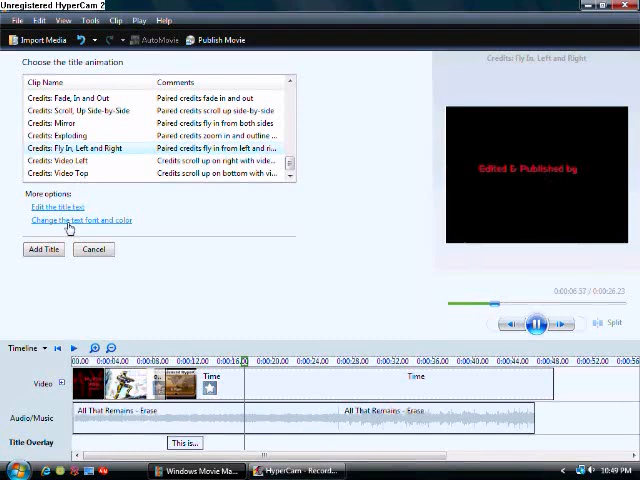 Unregistered HyperCam 2
File Edit View Tools Clip Play Help
Import Media AutoMovie Publish Movie
Choose the title animation
Credits: Fly In, Left and Right
Clip Name Comments
Credits: Fade, In and Out Paired credits fade in and out
Credits: Scroll, Up Side-by-Side Paired credits scroll up side-by-side
Credits: Mirror Paired credits fly in from both sides
Credits: Exploding Paired credits zoom in and outline ...
Credits: Fly In, Left and Right Paired credits fly in from left and ri...
Credits: Video Left Credits scroll up on right with vide...
Credits: Video Top Credits scroll up on bottom with vi...
Edited & Published by
More options:
Edit the title text
Change the text font and color
Add Title Cancel
0:00:06.57 / 0:00:26.23
Split
Timeline
00.00 0:00:04.00 0:00:08.00 0:00:12.00 0:00:16.00 0:00:20.00 0:00:24.00 0:00:28.00 0:00:32.00 0:00:36.00 0:00:40.00 0:00:44.00 0:00:48.00 0:00:52.00 0:00:56
Video Time Time
Audio/Music All That Remains - Erase All That Remains - Erase
Title Overlay This is...
Windows Movie Ma... HyperCam - Record... 10:49 PM